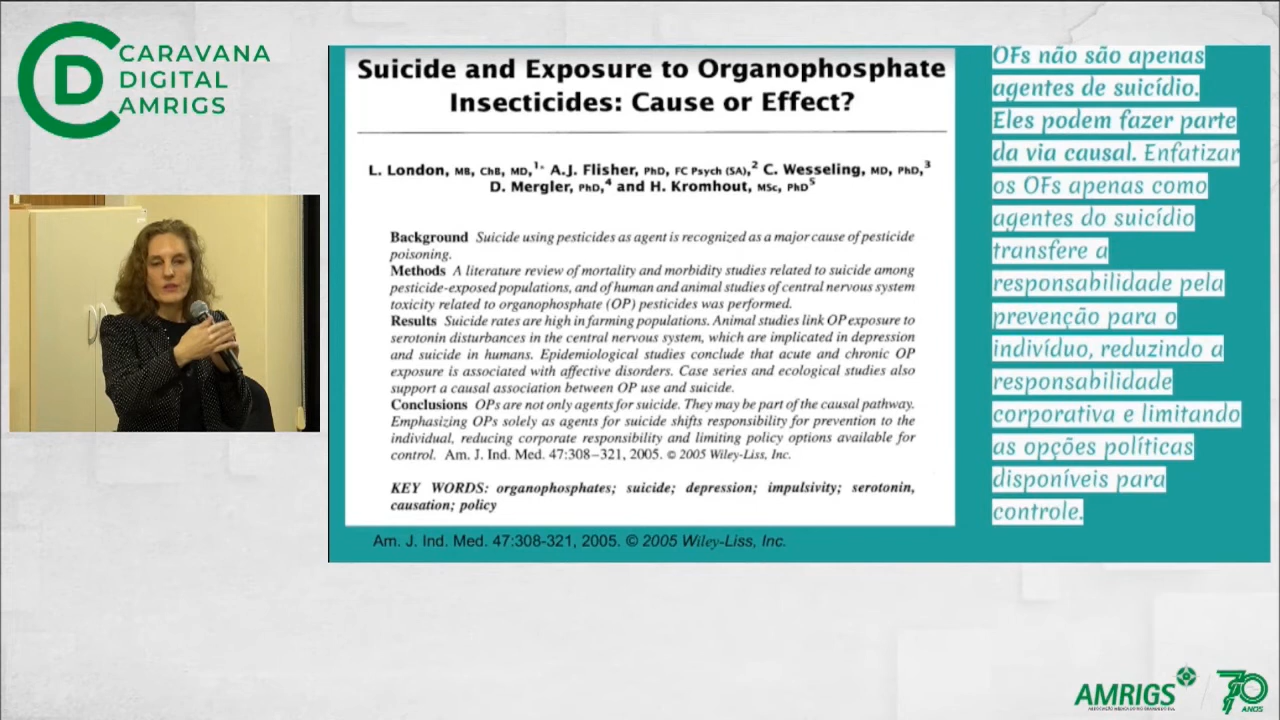 CARAVANA
DIGITAL
AMRIGS
Suicide and Exposure to Organophosphate
Insecticides: Cause or Effect?
L. London, MB, ChB, MD,1* A.J. Flisher, PhD, FC Psych (SA),2 C. Wesseling, MD, PhD,3
D. Mergler, PhD,4 and H. Kromhout, MSc, PhD5
Background Suicide using pesticides as agent is recognized as a major cause of pesticide
poisoning.
Methods A literature review of mortality and morbidity studies related to suicide among
pesticide-exposed populations, and of human and animal studies of central nervous system
toxicity related to organophosphate (OP) pesticides was performed.
Results Suicide rates are high in farming populations. Animal studies link OP exposure to
serotonin disturbances in the central nervous system, which are implicated in depression
and suicide in humans. Epidemiological studies conclude that acute and chronic OP
exposure is associated with affective disorders. Case series and ecological studies also
support a causal association between OP use and suicide.
Conclusions OPs are not only agents for suicide. They may be part of the causal pathway.
Emphasizing OPs solely as agents for suicide shifts responsibility for prevention to the
individual, reducing corporate responsibility and limiting policy options available for
control. Am. J. Ind. Med. 47:308–321, 2005. © 2005 Wiley-Liss, Inc.
KEY WORDS: organophosphates; suicide; depression; impulsivity; serotonin,
causation; policy
Am. J. Ind. Med. 47:308-321, 2005. © 2005 Wiley-Liss, Inc.
OFs não são apenas
agentes de suicídio.
Eles podem fazer parte
da via causal. Enfatizar
os OFs apenas como
agentes do suicídio
transfere a
responsabilidade pela
prevenção para o
indivíduo, reduzindo a
responsabilidade
corporativa e limitando
as opções políticas
disponíveis para
controle.
AMRIGS
70
ANOS